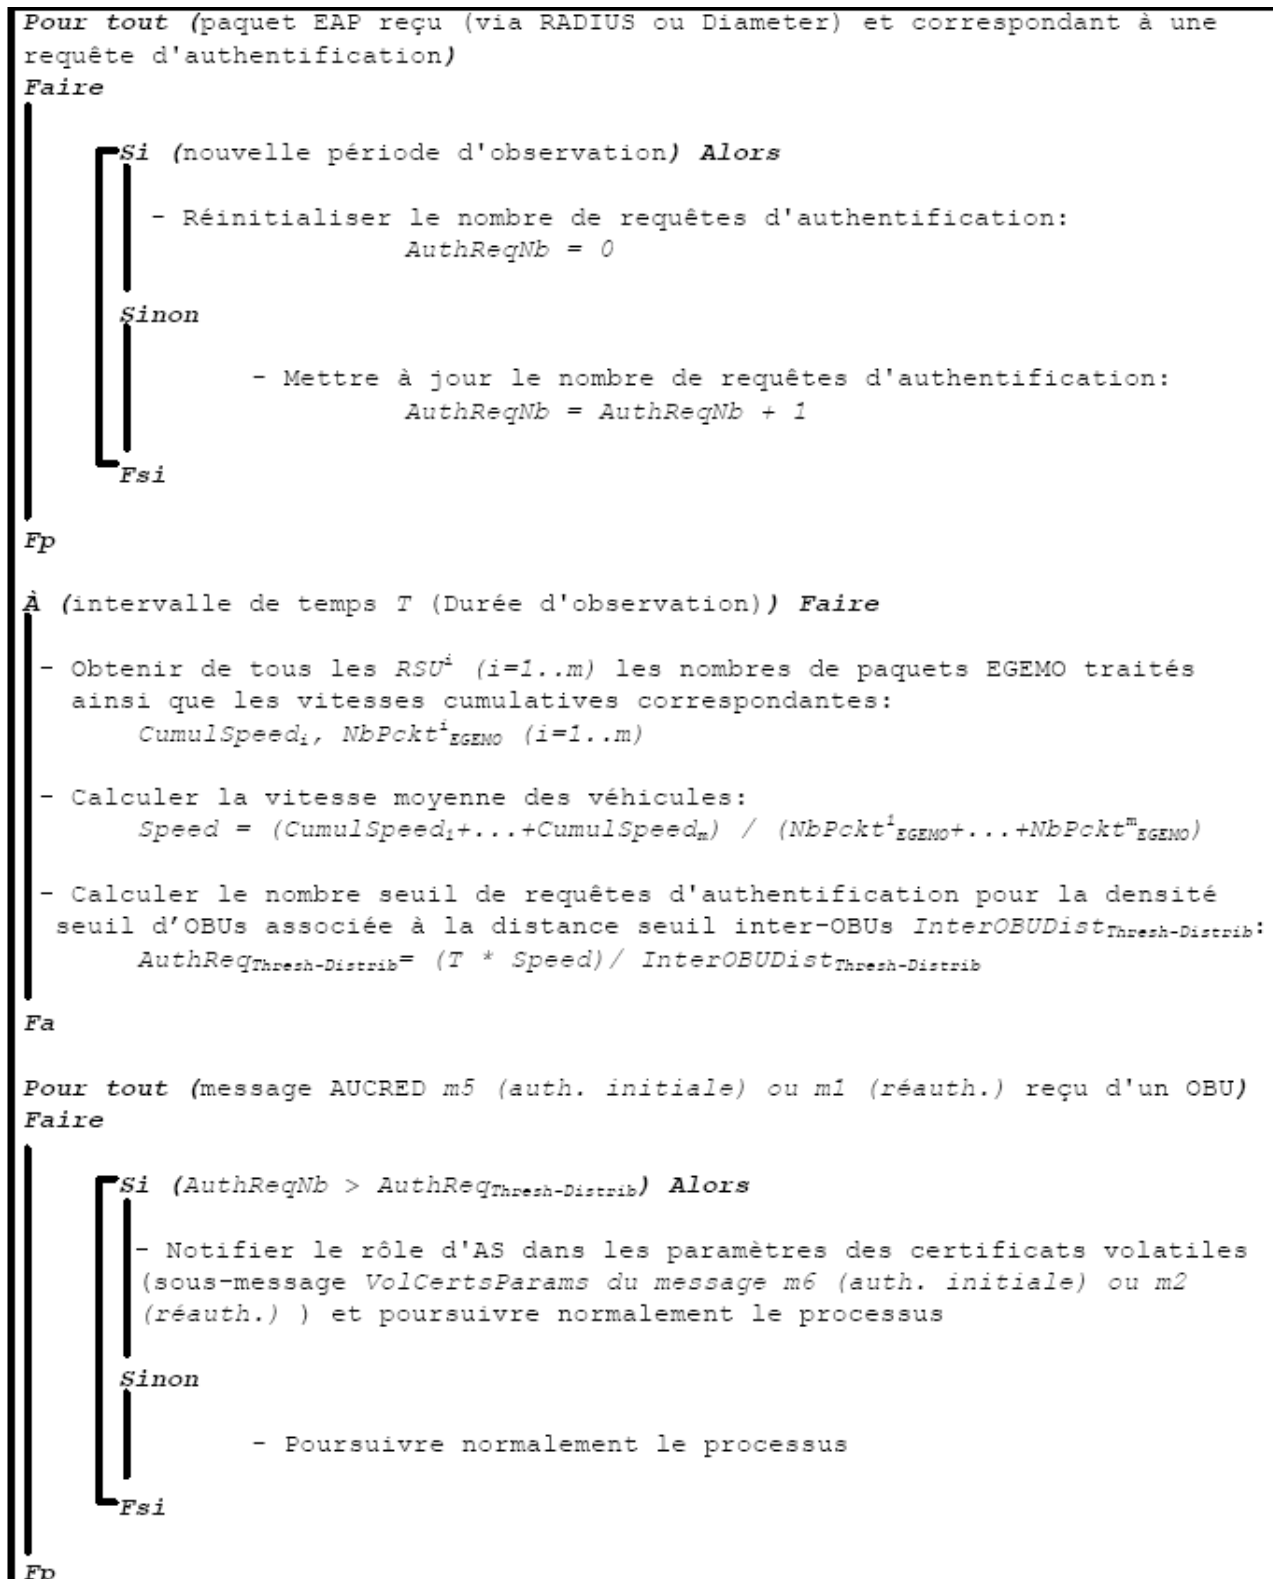 Pour tout (paquet EAP reçu (via RADIUS ou Diameter) et correspondant à une
requête d'authentification)
Faire
Si (nouvelle période d'observation) Alors
- Réinitialiser le nombre de requêtes d'authentification:
AuthReqNb = 0
Sinon
- Mettre à jour le nombre de requêtes d'authentification:
AuthReqNb = AuthReqNb + 1
Fsi
Fp
À (intervalle de temps T (Durée d'observation)) Faire
- Obtenir de tous les RSU^i (i=1..m) les nombres de paquets EGEMO traités
ainsi que les vitesses cumulatives correspondantes:
CumulSpeed_i, NbPckt^i_EGEMO (i=1..m)
- Calculer la vitesse moyenne des véhicules:
Speed = (CumulSpeed_1+...+CumulSpeed_m) / (NbPckt^1_EGEMO+...+NbPckt^m_EGEMO)
- Calculer le nombre seuil de requêtes d'authentification pour la densité
seuil d’OBUs associée à la distance seuil inter-OBUs InterOBUDist_Thresh-Distrib:
AuthReq_Thresh-Distrib= (T * Speed)/ InterOBUDist_Thresh-Distrib
Fa
Pour tout (message AUCRED m5 (auth. initiale) ou m1 (réauth.) reçu d'un OBU)
Faire
Si (AuthReqNb > AuthReq_Thresh-Distrib) Alors
- Notifier le rôle d'AS dans les paramètres des certificats volatiles
(sous-message VolCertsParams du message m6 (auth. initiale) ou m2
(réauth.) ) et poursuivre normalement le processus
Sinon
- Poursuivre normalement le processus
Fsi
Fp